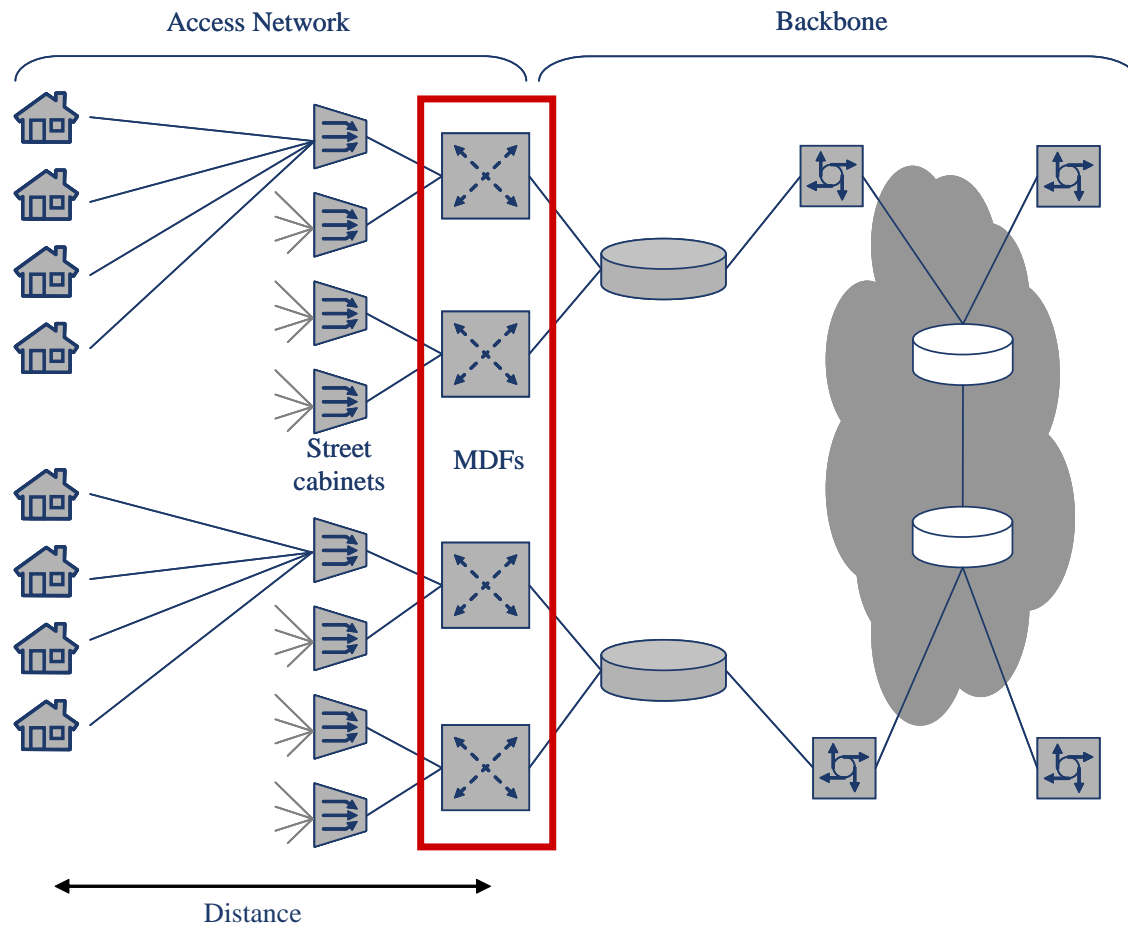 Access Network
Backbone
Street
cabinets
MDFs
Distance